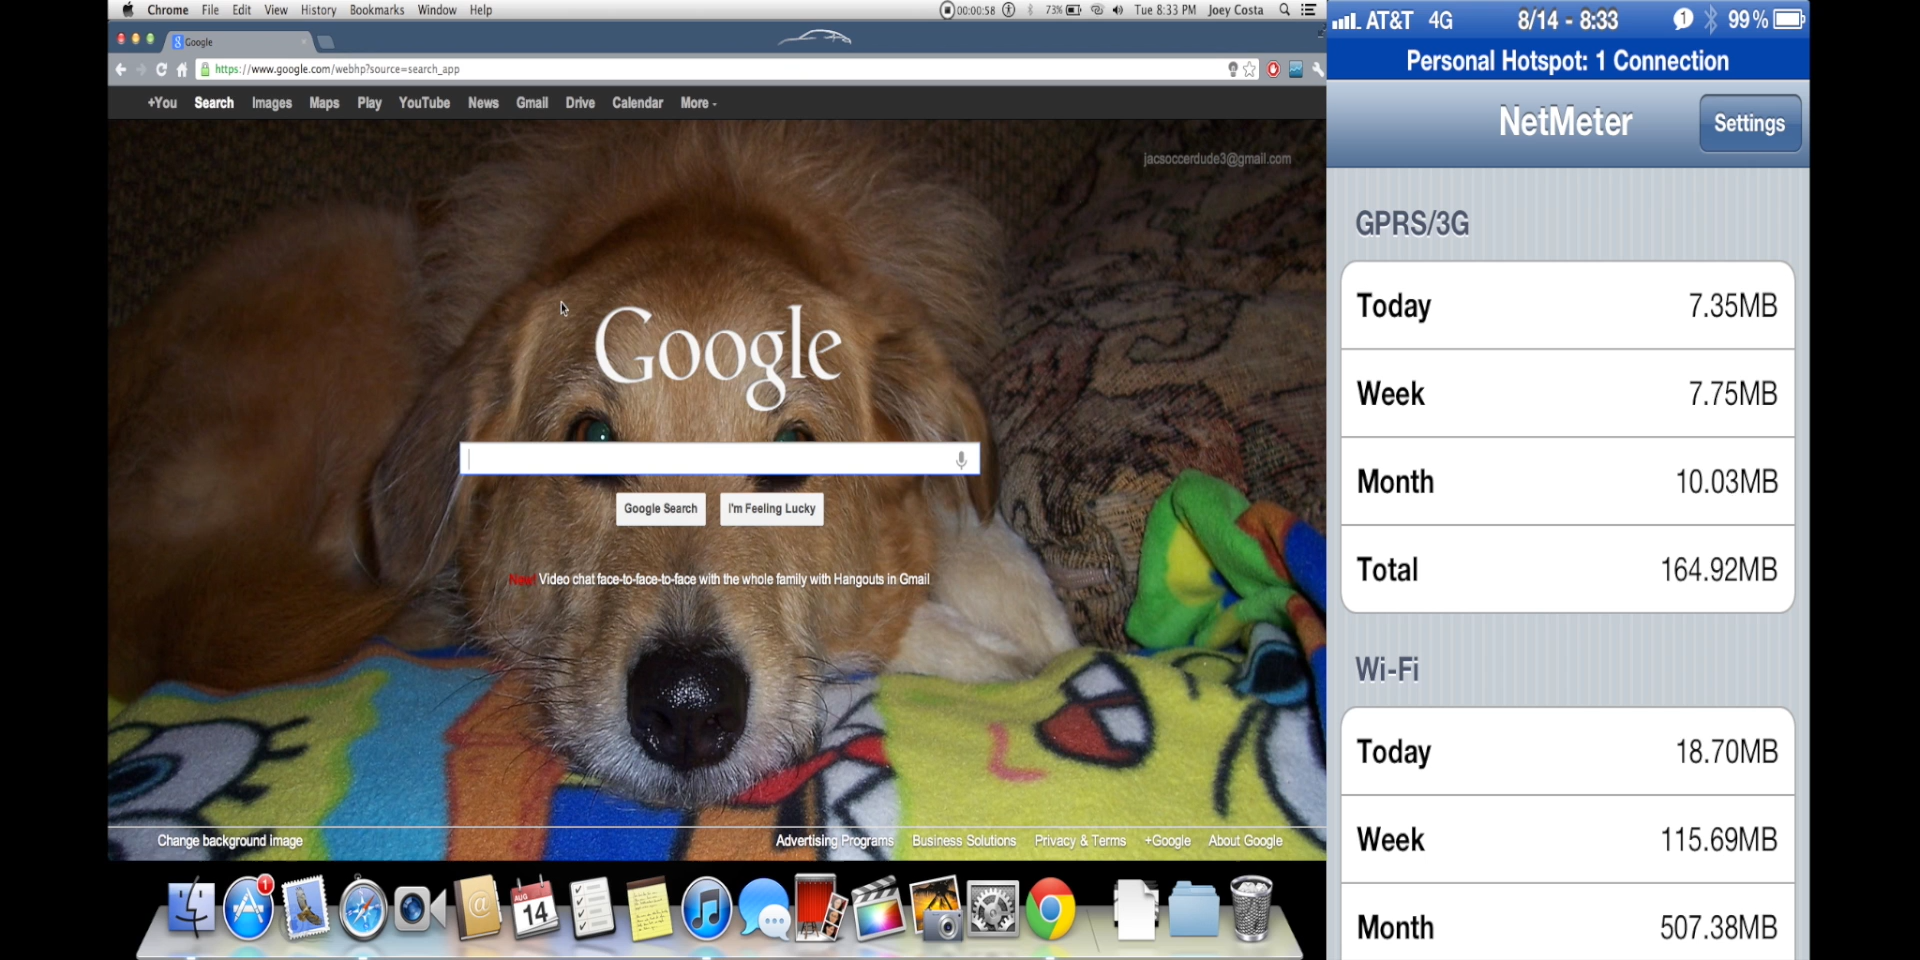 Chrome File Edit View History Bookmarks Window Help 00:00:58 73% Tue 8:33 PM Joey Costa
Google
https://www.google.com/webhp?source=search_app
+You Search Images Maps Play YouTube News Gmail Drive Calendar More
jacsoccerdude3@gmail.com
Google
Google Search I'm Feeling Lucky
New! Video chat face-to-face-to-face with the whole family with Hangouts in Gmail
Change background image Advertising Programs Business Solutions Privacy & Terms +Google About Google
1
AUG
14
AT&T 4G 8/14 - 8:33 1 99%
Personal Hotspot: 1 Connection
NetMeter Settings
GPRS/3G
Today 7.35MB
Week 7.75MB
Month 10.03MB
Total 164.92MB
Wi-Fi
Today 18.70MB
Week 115.69MB
Month 507.38MB